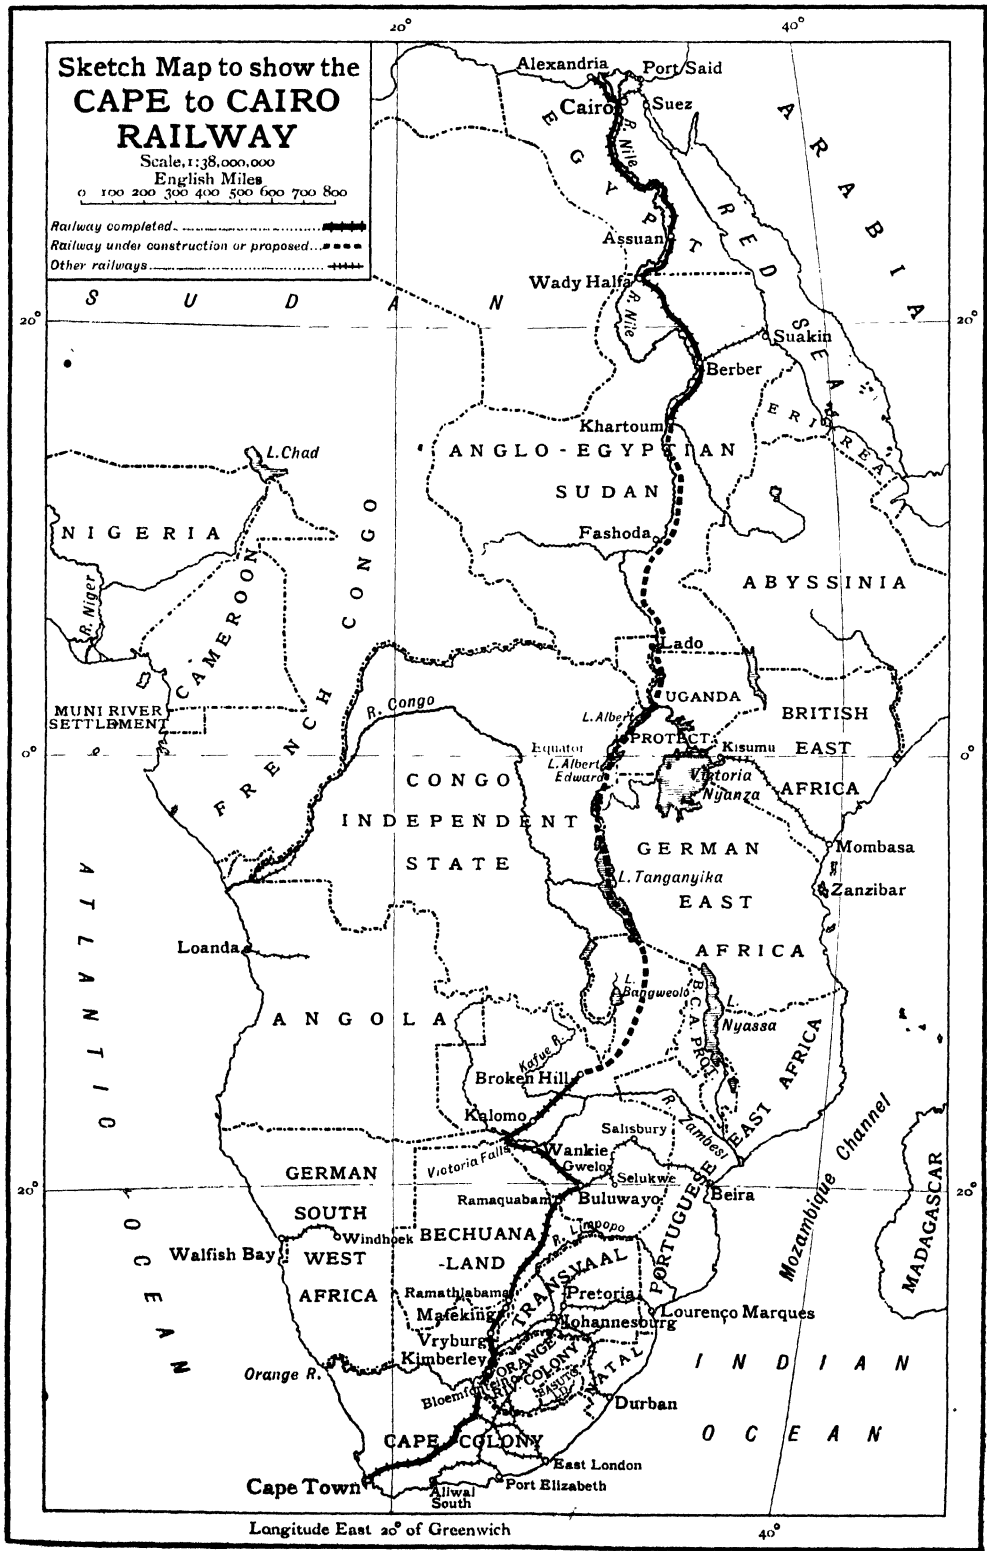 20°
40°
Sketch Map to show the
CAPE to CAIRO
RAILWAY
Scale, 1:38,000,000
English Miles
0 100 200 300 400 500 600 700 800
Railway completed
Railway under construction or proposed
Other railways
Alexandria
Port Said
Cairo
Suez
R. Nile
EGYPT
ARABIA
RED SEA
Assuan
Wady Halfa
R. Nile
SUDAN
20°
20°
Suakin
Berber
ERITREA
Khartoum
ANGLO-EGYPTIAN
SUDAN
L. Chad
NIGERIA
Fashoda
ABYSSINIA
R. Niger
CAMEROON
FRENCH CONGO
Lado
MUNI RIVER
SETTLEMENT
R. Congo
UGANDA
PROTECT.
L. Albert
BRITISH
EAST
AFRICA
Kisumu
Equator
0°
0°
L. Albert
Edward
Victoria
Nyanza
CONGO
INDEPENDENT
STATE
GERMAN
EAST
AFRICA
Mombasa
Zanzibar
L. Tanganyika
ATLANTIC OCEAN
Loanda
ANGOLA
L.
Bangweolo
B.C.A. PROT.
L.
Nyassa
Kafue R.
Broken Hill
Kalomo
R. Zambesi
PORTUGUESE EAST AFRICA
Mozambique Channel
MADAGASCAR
Victoria Falls
Wankie
Salisbury
Gwelo
Selukwe
20°
20°
Buluwayo
Beira
Ramaquabam
GERMAN
SOUTH
WEST
AFRICA
Windhoek
Walfish Bay
BECHUANA
-LAND
R. Limpopo
TRANSVAAL
Ramathlabama
Mafeking
Pretoria
Johannesburg
Lourenço Marques
Vryburg
Kimberley
ORANGE
RIV. COLONY
Bloemfontein
BASUTO
LD.
NATAL
Orange R.
Durban
INDIAN
OCEAN
CAPE COLONY
Cape Town
East London
Port Elizabeth
Aliwal
South
Longitude East 20° of Greenwich
40°